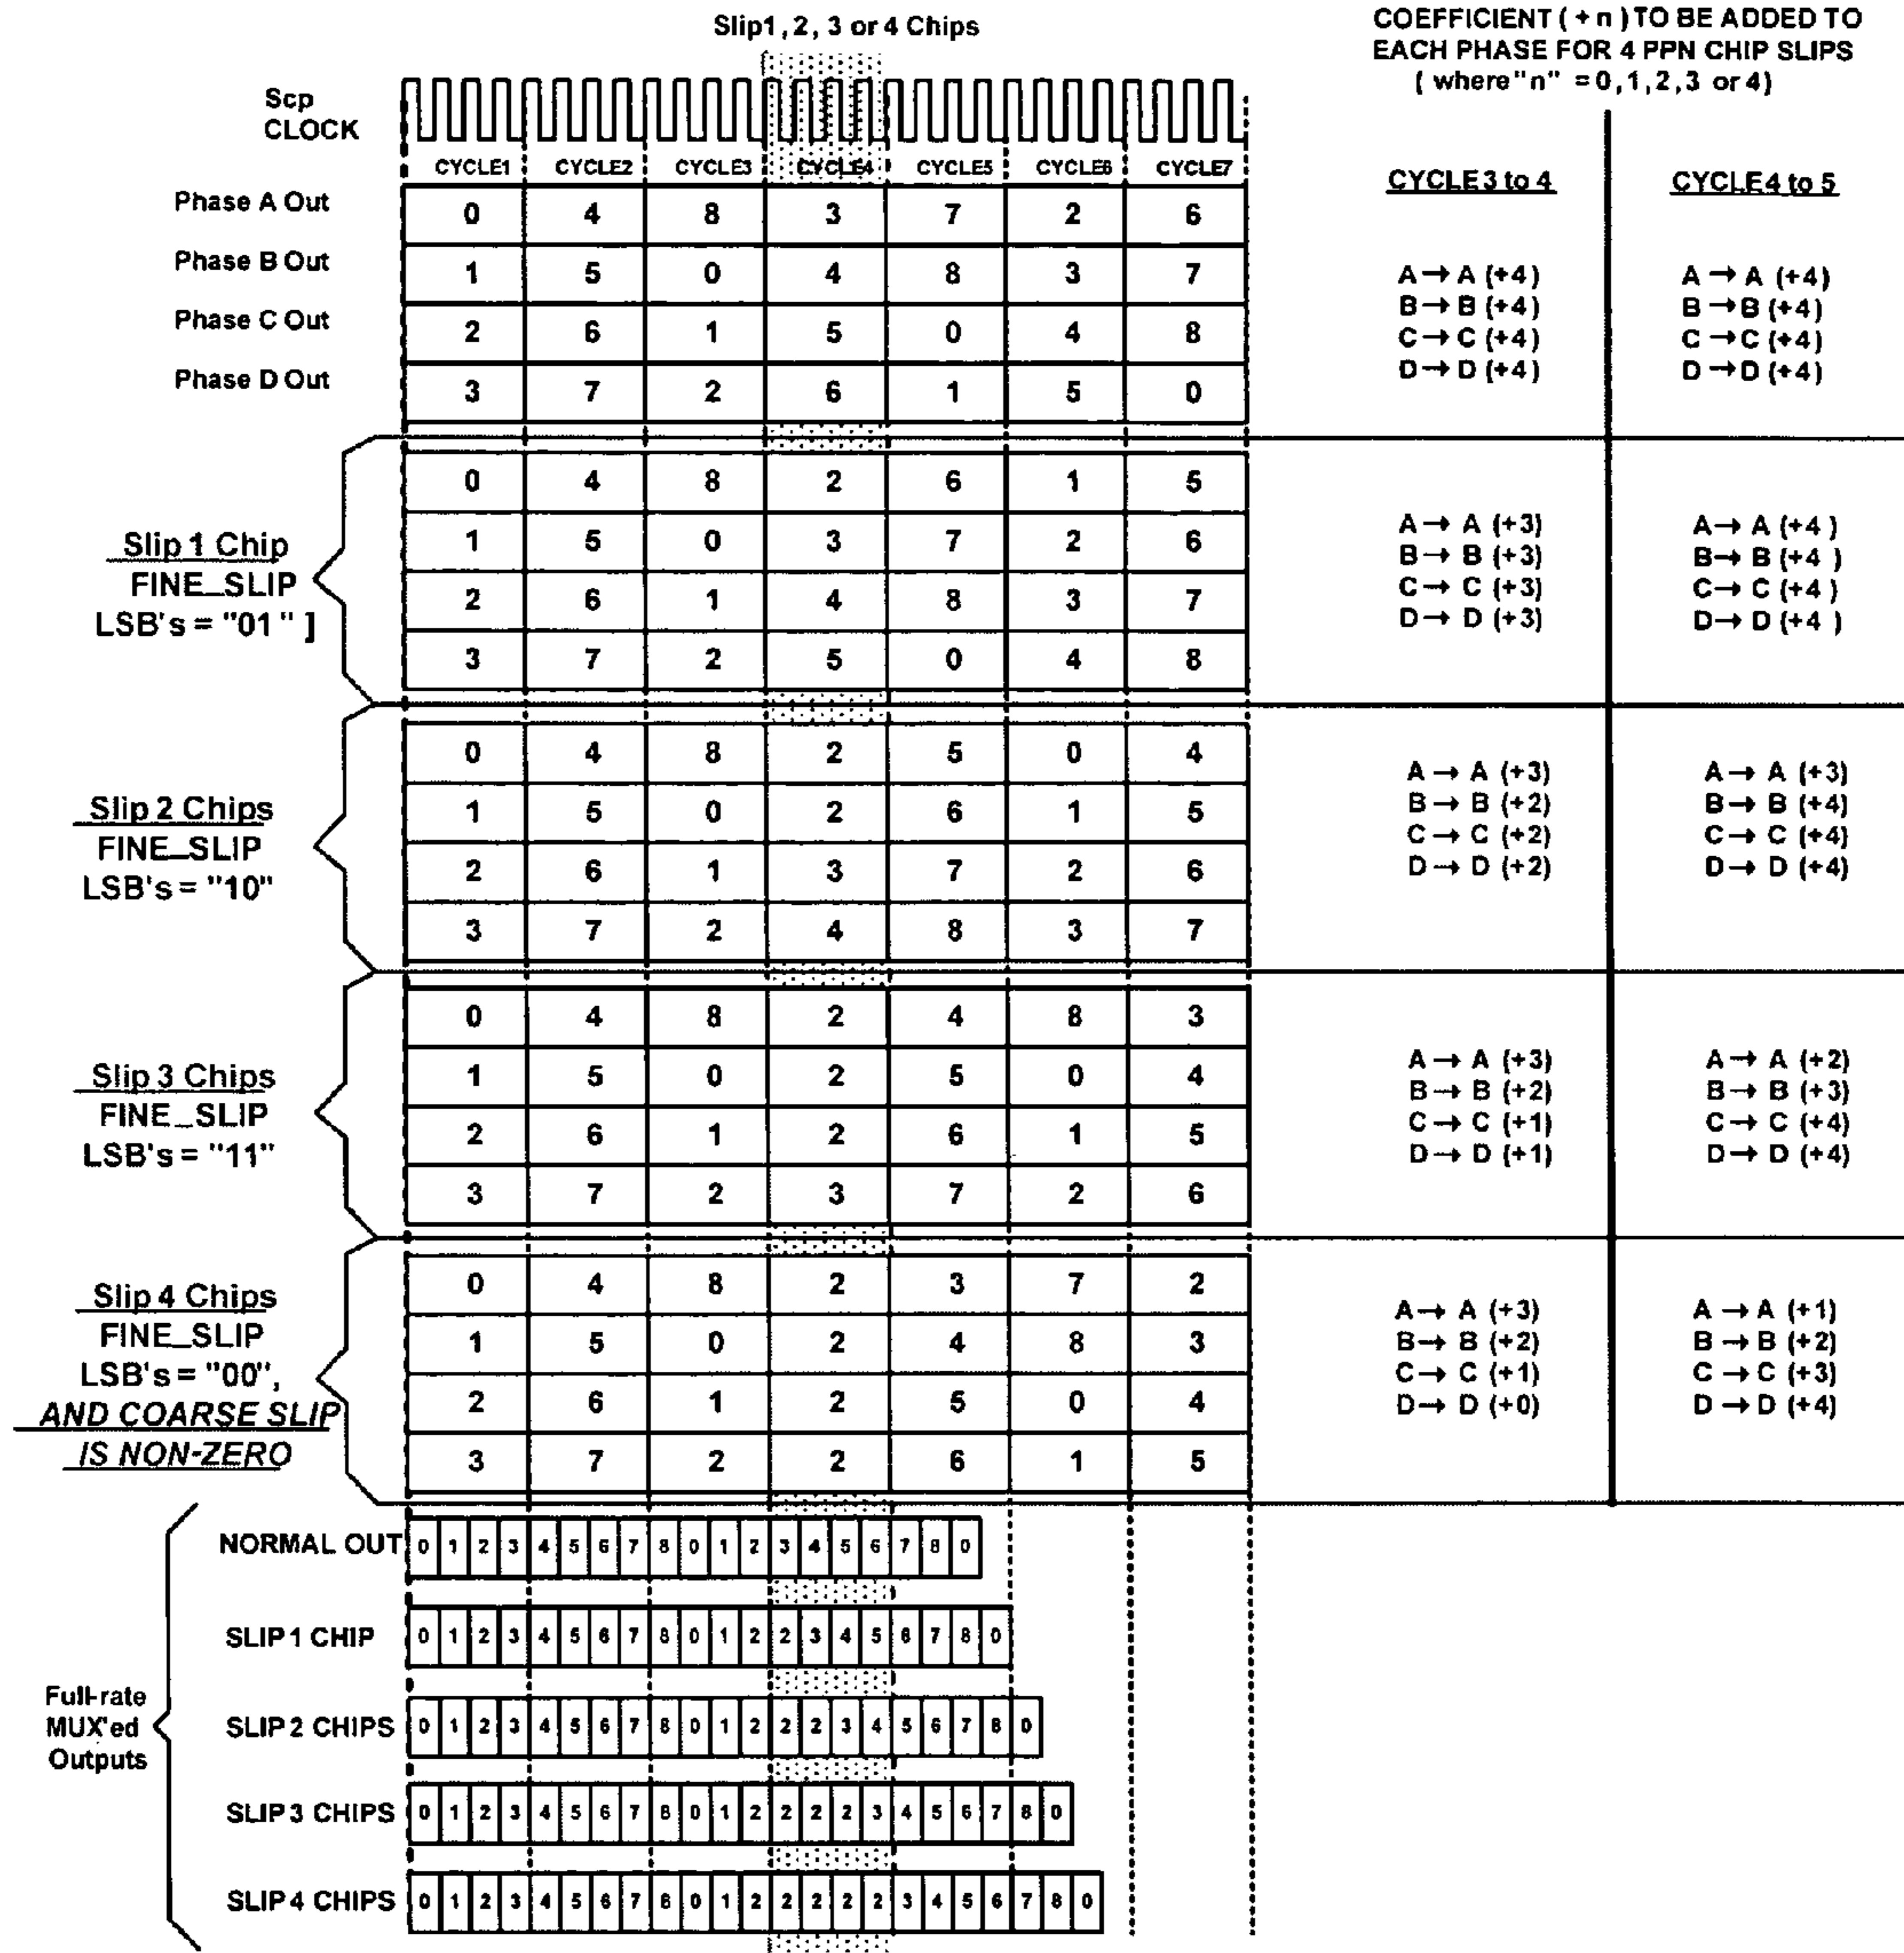 Slip1, 2, 3 or 4 Chips
COEFFICIENT ( + n ) TO BE ADDED TO
EACH PHASE FOR 4 PPN CHIP SLIPS
( where "n" = 0, 1, 2, 3 or 4)
Scp
CLOCK
CYCLE1 CYCLE2 CYCLE3 CYCLE4 CYCLE5 CYCLE6 CYCLE7
CYCLE3 to 4 CYCLE4 to 5
Phase A Out 0 4 8 3 7 2 6
Phase B Out 1 5 0 4 8 3 7
Phase C Out 2 6 1 5 0 4 8
Phase D Out 3 7 2 6 1 5 0
A → A (+4) A → A (+4)
B → B (+4) B → B (+4)
C → C (+4) C → C (+4)
D → D (+4) D → D (+4)
Slip 1 Chip
FINE_SLIP
LSB's = "01" ]
0 4 8 2 6 1 5
1 5 0 3 7 2 6
2 6 1 4 8 3 7
3 7 2 5 0 4 8
A → A (+3) A → A (+4 )
B → B (+3) B → B (+4 )
C → C (+3) C → C (+4 )
D → D (+3) D → D (+4 )
Slip 2 Chips
FINE_SLIP
LSB's = "10"
0 4 8 2 5 0 4
1 5 0 2 6 1 5
2 6 1 3 7 2 6
3 7 2 4 8 3 7
A → A (+3) A → A (+3)
B → B (+2) B → B (+4)
C → C (+2) C → C (+4)
D → D (+2) D → D (+4)
Slip 3 Chips
FINE_SLIP
LSB's = "11"
0 4 8 2 4 8 3
1 5 0 2 5 0 4
2 6 1 2 6 1 5
3 7 2 3 7 2 6
A → A (+3) A → A (+2)
B → B (+2) B → B (+3)
C → C (+1) C → C (+4)
D → D (+1) D → D (+4)
Slip 4 Chips
FINE_SLIP
LSB's = "00",
AND COARSE SLIP
IS NON-ZERO
0 4 8 2 3 7 2
1 5 0 2 4 8 3
2 6 1 2 5 0 4
3 7 2 2 6 1 5
A → A (+3) A → A (+1)
B → B (+2) B → B (+2)
C → C (+1) C → C (+3)
D → D (+0) D → D (+4)
Full-rate
MUX'ed
Outputs
NORMAL OUT 0 1 2 3 4 5 6 7 8 0 1 2 3 4 5 6 7 8 0
SLIP 1 CHIP 0 1 2 3 4 5 6 7 8 0 1 2 2 3 4 5 6 7 8 0
SLIP 2 CHIPS 0 1 2 3 4 5 6 7 8 0 1 2 2 2 3 4 5 6 7 8 0
SLIP 3 CHIPS 0 1 2 3 4 5 6 7 8 0 1 2 2 2 2 3 4 5 6 7 8 0
SLIP 4 CHIPS 0 1 2 3 4 5 6 7 8 0 1 2 2 2 2 2 3 4 5 6 7 8 0